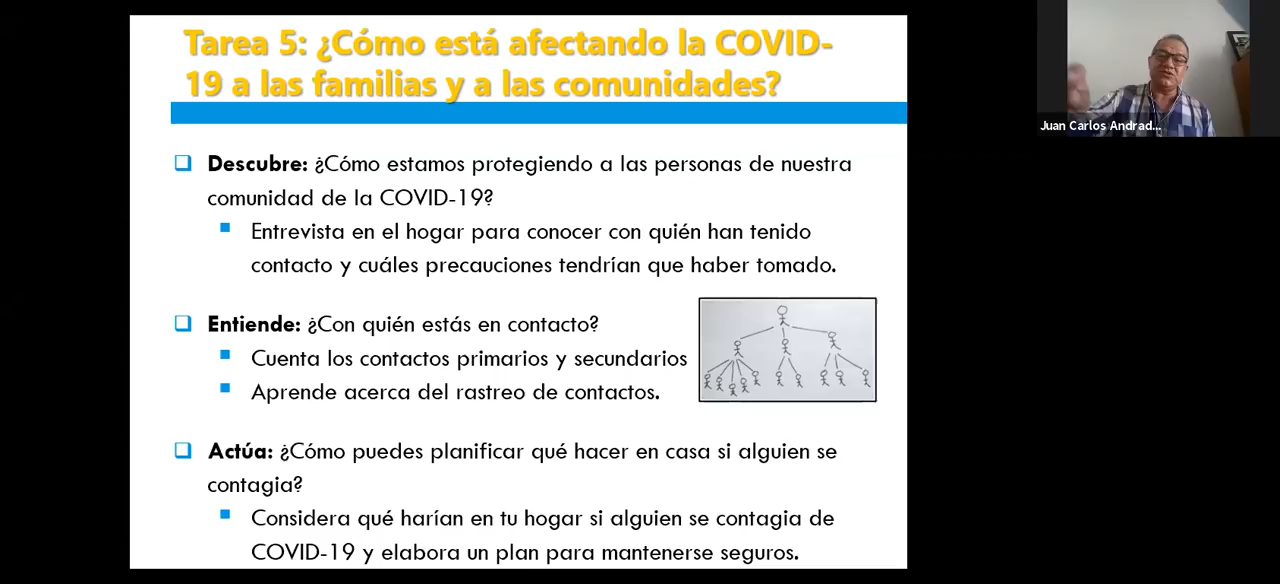 Tarea 5: ¿Cómo está afectando la COVID-
19 a las familias y a las comunidades?
Juan Carlos Andrad...
Descubre: ¿Cómo estamos protegiendo a las personas de nuestra
comunidad de la COVID-19?
Entrevista en el hogar para conocer con quién han tenido
contacto y cuáles precauciones tendrían que haber tomado.
Entiende: ¿Con quién estás en contacto?
Cuenta los contactos primarios y secundarios
Aprende acerca del rastreo de contactos.
Actúa: ¿Cómo puedes planificar qué hacer en casa si alguien se
contagia?
Considera qué harían en tu hogar si alguien se contagia de
COVID-19 y elabora un plan para mantenerse seguros.